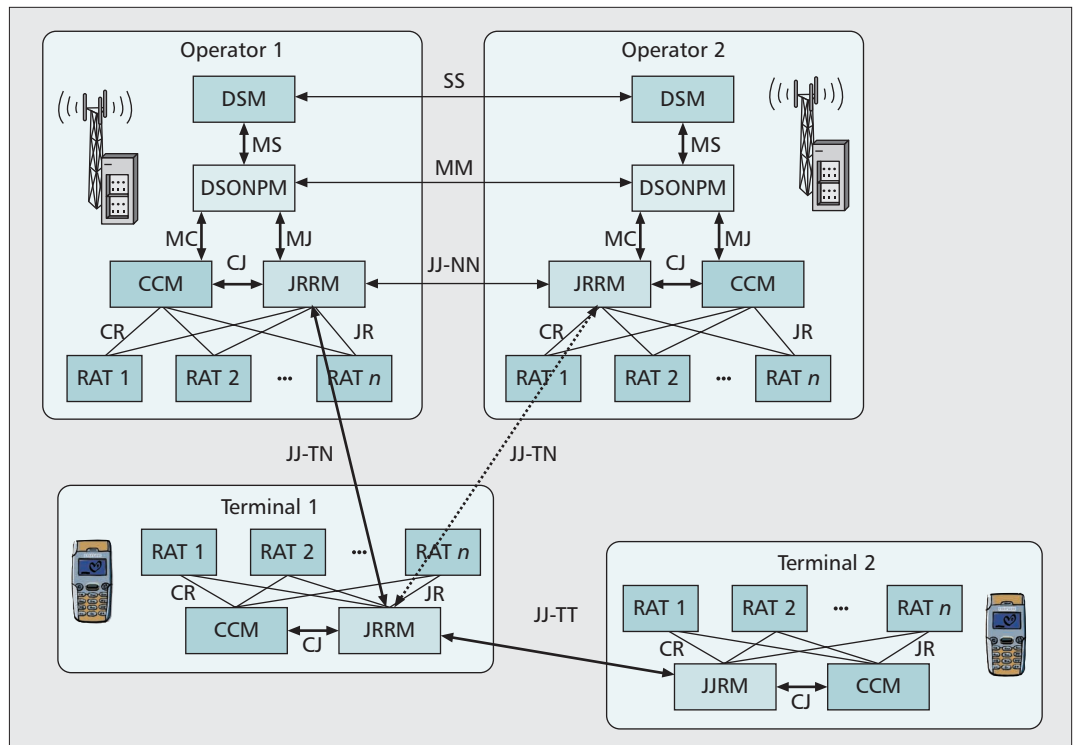 Operator 1
Operator 2
DSM
SS
DSM
MS
MS
DSONPM
MM
DSONPM
MC
MJ
MC
MJ
CCM
CJ
JRRM
JJ-NN
JRRM
CJ
CCM
CR
JR
CR
JR
RAT 1
RAT 2
...
RAT n
RAT 1
RAT 2
...
RAT n
JJ-TN
JJ-TN
Terminal 1
RAT 1
RAT 2
...
RAT n
CR
JR
CCM
CJ
JRRM
JJ-TT
Terminal 2
RAT 1
RAT 2
...
RAT n
CR
JR
JJRM
CJ
CCM